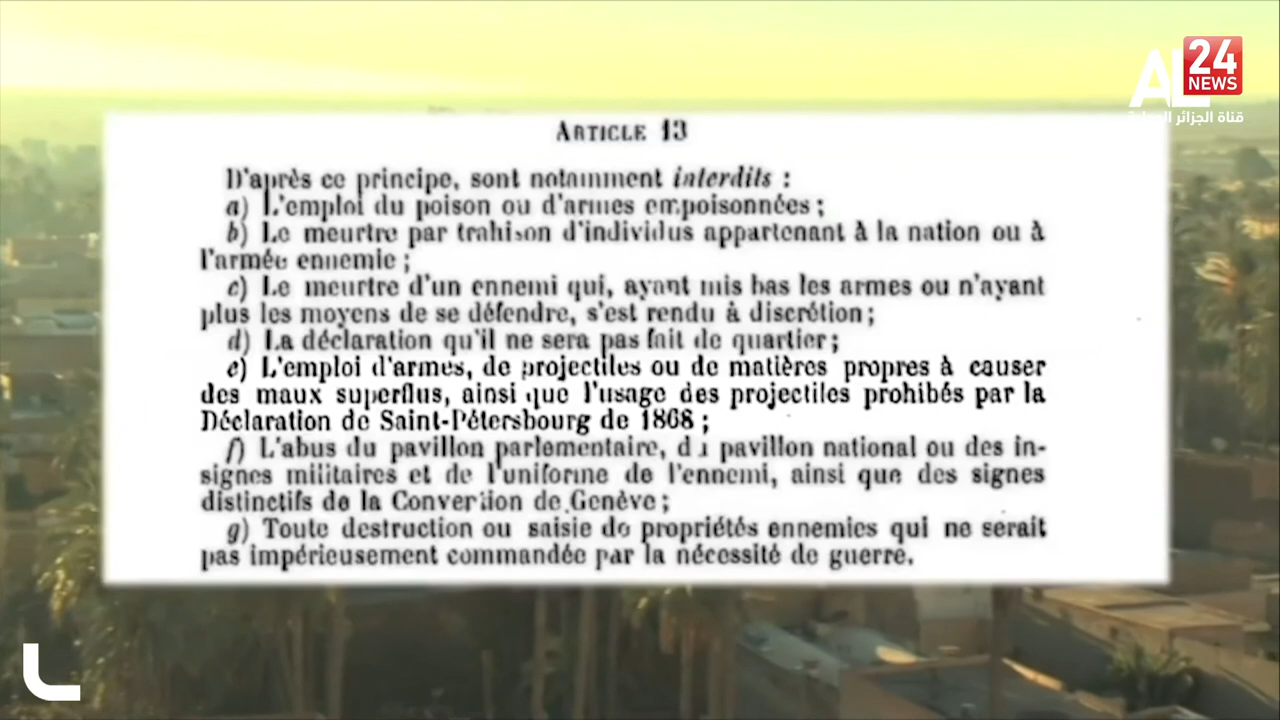 AL
24
NEWS
قناة الجزائر الدولية
ARTICLE 13
D'après ce principe, sont notamment interdits :
a) L'emploi du poison ou d'armes empoisonnées ;
b) Le meurtre par trahison d'individus appartenant à la nation ou à
l'armée ennemie ;
c) Le meurtre d'un ennemi qui, ayant mis bas les armes ou n'ayant
plus les moyens de se défendre, s'est rendu à discrétion ;
d) La déclaration qu'il ne sera pas fait de quartier ;
e) L'emploi d'armes, de projectiles ou de matières propres à causer
des maux superflus, ainsi que l'usage des projectiles prohibés par la
Déclaration de Saint-Pétersbourg de 1868 ;
f) L'abus du pavillon parlementaire, du pavillon national ou des in-
signes militaires et de l'uniforme de l'ennemi, ainsi que des signes
distinctifs de la Convention de Genève ;
g) Toute destruction ou saisie de propriétés ennemies qui ne serait
pas impérieusement commandée par la nécessité de guerre.